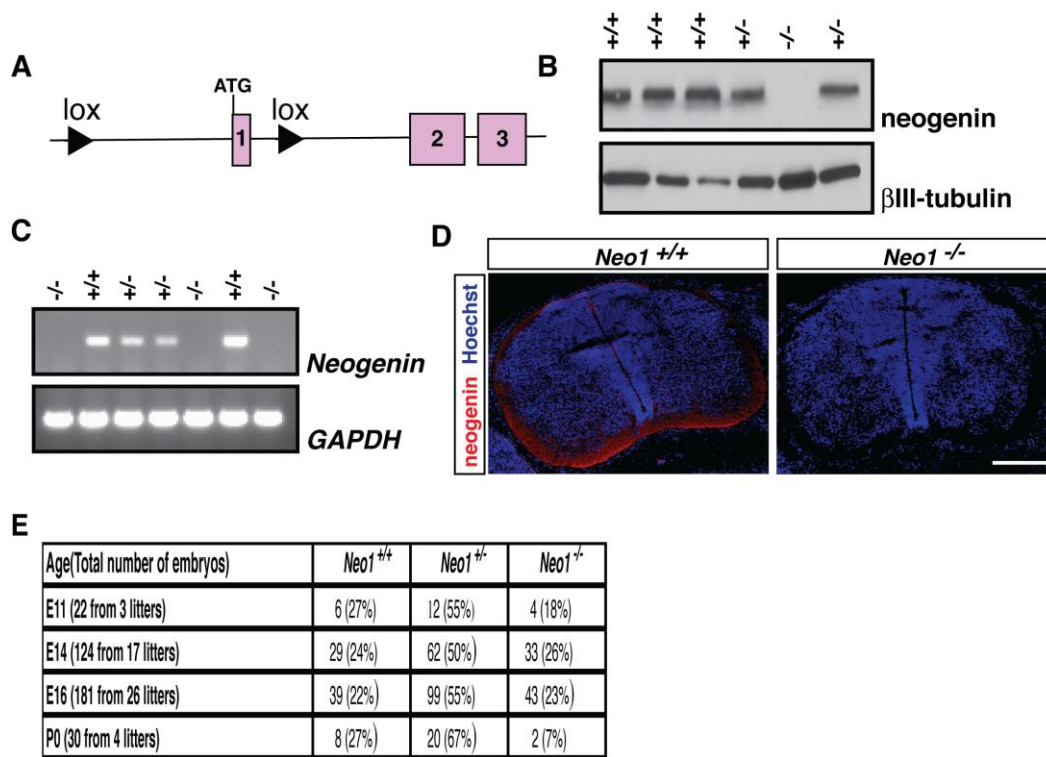 A
lox
ATG
1
lox
2
3
B
+/+ +/+ +/+ +/- -/- +/-
neogenin
βIII-tubulin
C
-/- +/+ +/- +/- -/- +/+ -/-
Neogenin
GAPDH
D
Neo1 +/+
Neo1 -/-
neogenin Hoechst
E
Age(Total number of embryos) Neo1 +/+ Neo1 +/- Neo1 -/-
E11 (22 from 3 litters) 6 (27%) 12 (55%) 4 (18%)
E14 (124 from 17 litters) 29 (24%) 62 (50%) 33 (26%)
E16 (181 from 26 litters) 39 (22%) 99 (55%) 43 (23%)
P0 (30 from 4 litters) 8 (27%) 20 (67%) 2 (7%)